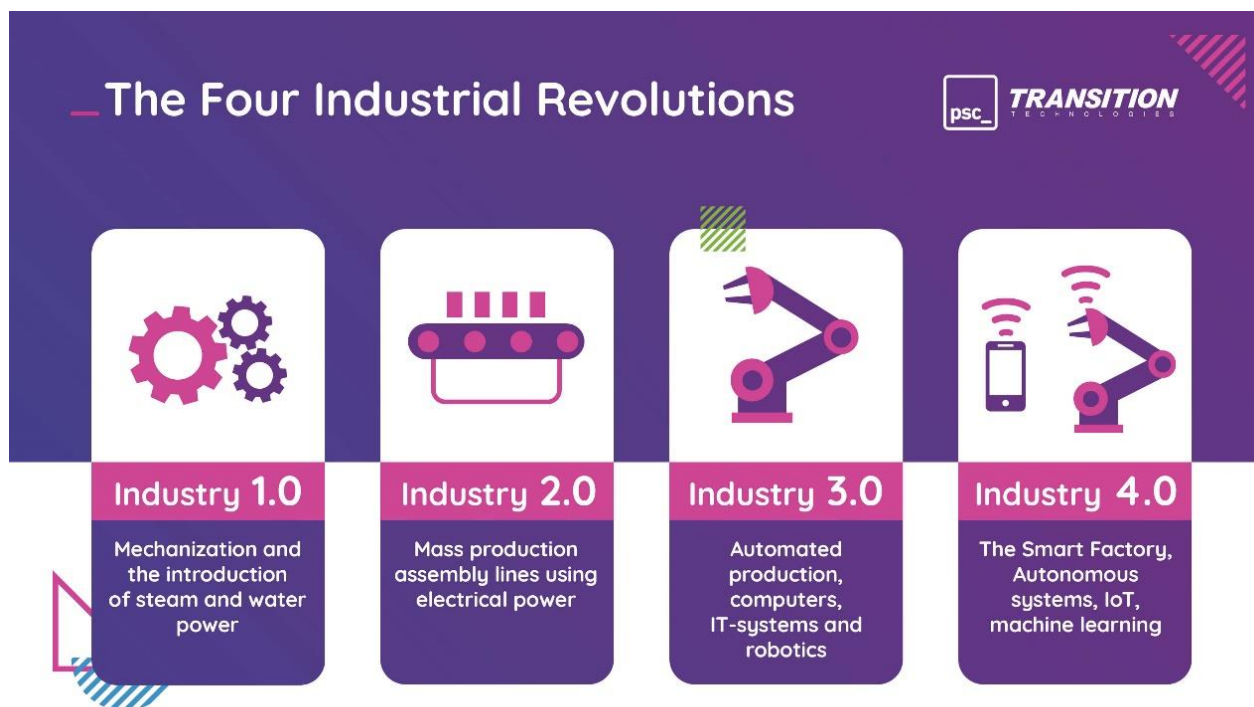 _The Four Industrial Revolutions
psc_
TRANSITION
TECHNOLOGIES
Industry 1.0
Mechanization and
the introduction
of steam and water
power
Industry 2.0
Mass production
assembly lines using
electrical power
Industry 3.0
Automated
production,
computers,
IT-systems and
robotics
Industry 4.0
The Smart Factory,
Autonomous
systems, IoT,
machine learning